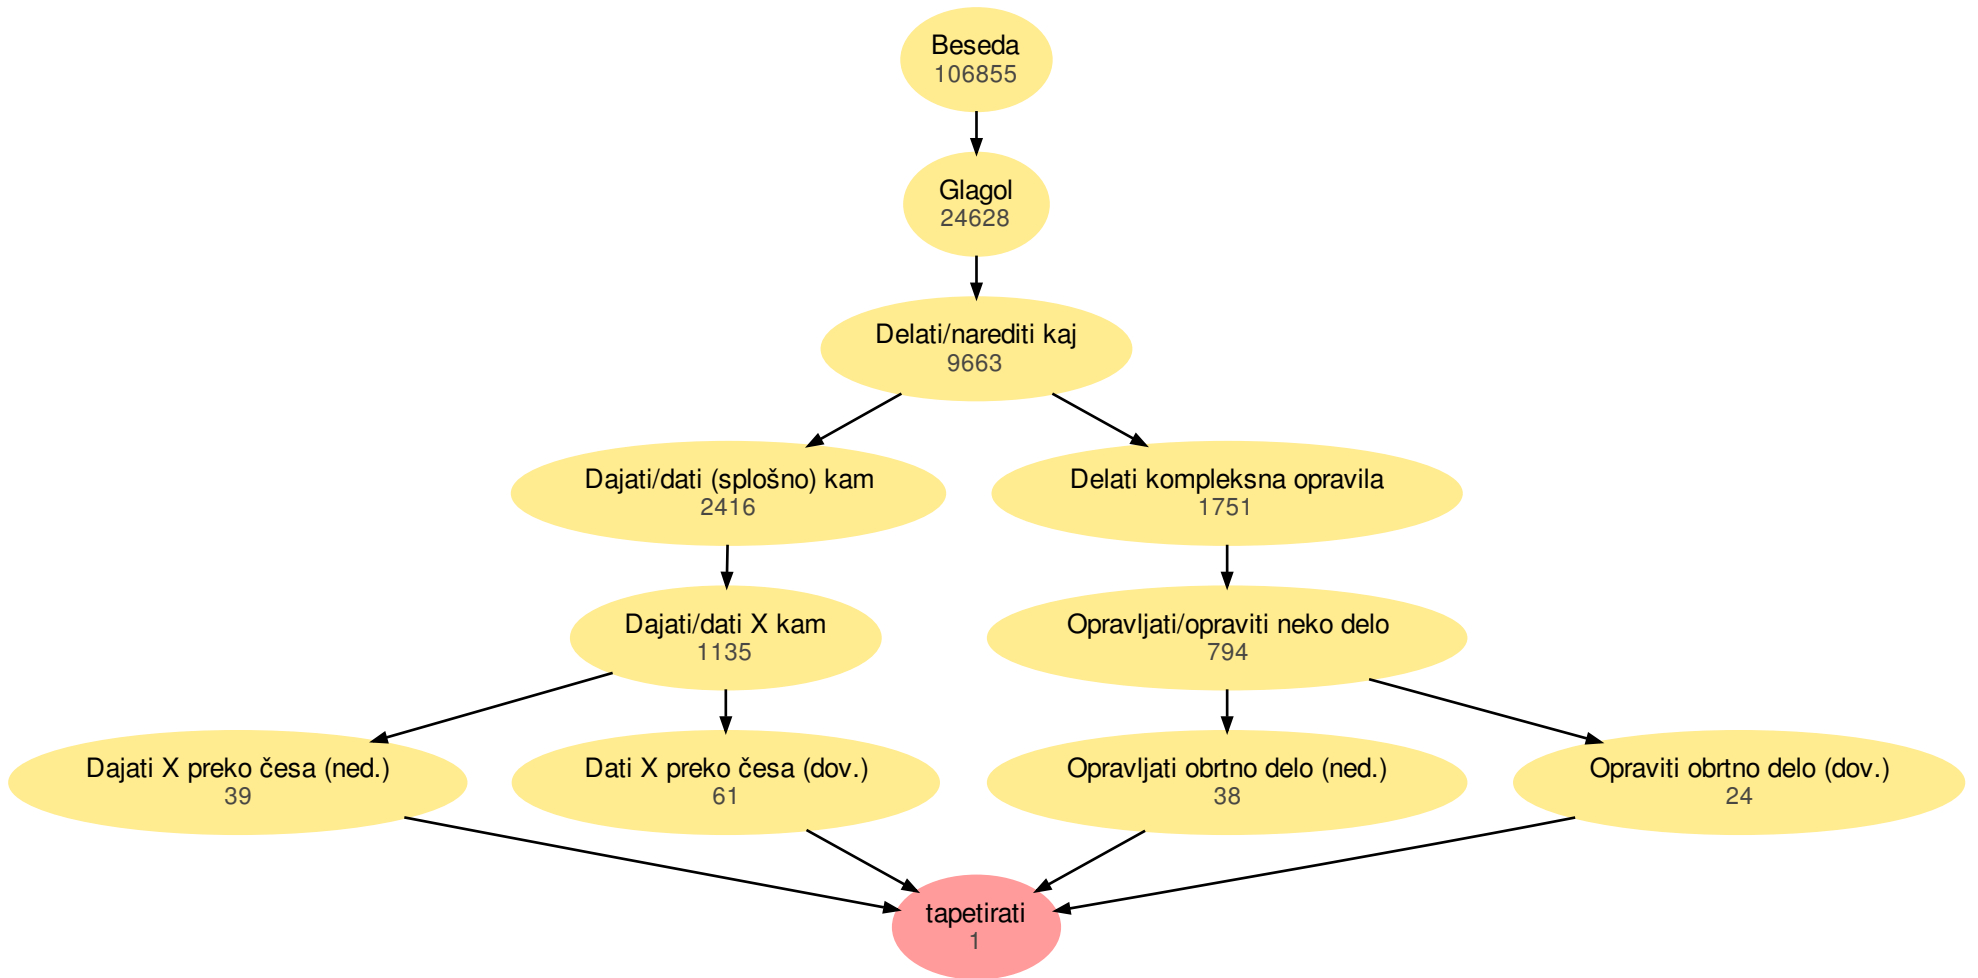 Beseda
106855
Glagol
24628
Delati/narediti kaj
9663
Dajati/dati (splošno) kam
2416
Delati kompleksna opravila
1751
Dajati/dati X kam
1135
Opravljati/opraviti neko delo
794
Dajati X preko česa (ned.)
39
Dati X preko česa (dov.)
61
Opravljati obrtno delo (ned.)
38
Opraviti obrtno delo (dov.)
24
tapetirati
1